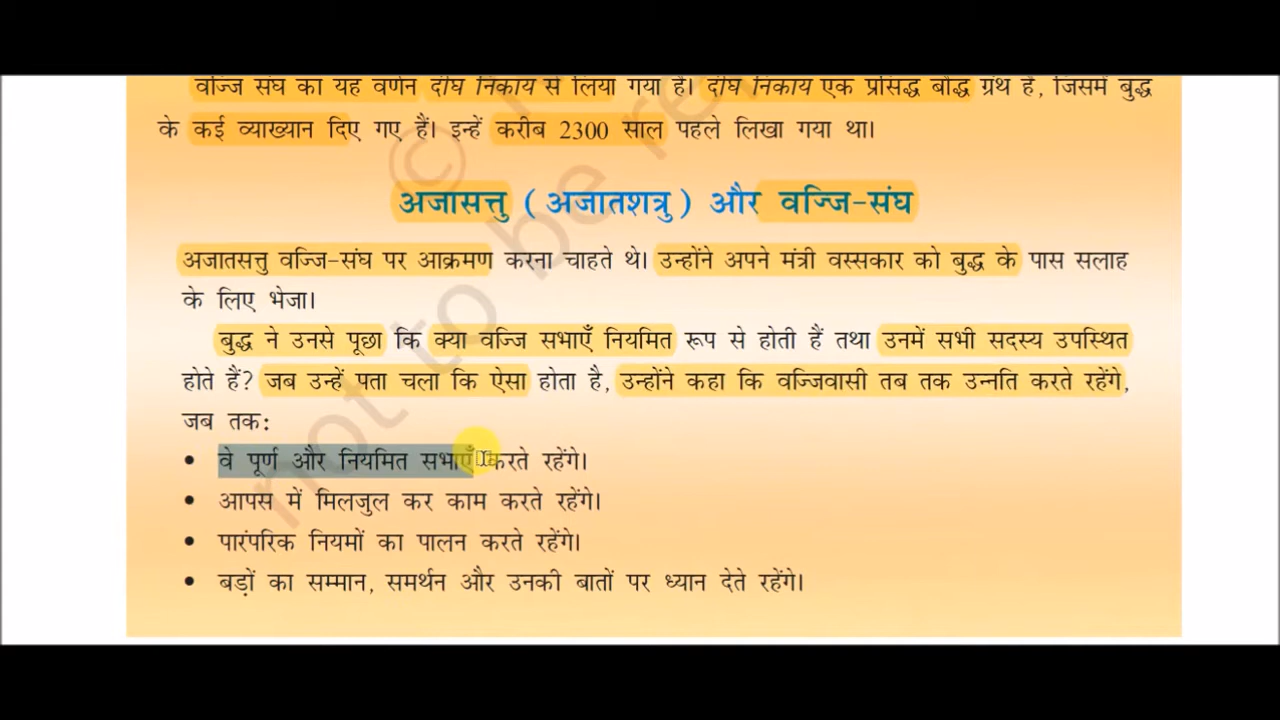 वज्जि संघ का यह वर्णन दीघ निकाय से लिया गया है। दीघ निकाय एक प्रसिद्ध बौद्ध ग्रंथ है, जिसमें बुद्ध
के कई व्याख्यान दिए गए हैं। इन्हें करीब 2300 साल पहले लिखा गया था।
अजासत्तु (अजातशत्रु) और वज्जि-संघ
अजातसत्तु वज्जि-संघ पर आक्रमण करना चाहते थे। उन्होंने अपने मंत्री वस्सकार को बुद्ध के पास सलाह
के लिए भेजा।
बुद्ध ने उनसे पूछा कि क्या वज्जि सभाएँ नियमित रूप से होती हैं तथा उनमें सभी सदस्य उपस्थित
होते हैं? जब उन्हें पता चला कि ऐसा होता है, उन्होंने कहा कि वज्जिवासी तब तक उन्नति करते रहेंगे,
जब तक:
• वे पूर्ण और नियमित सभाएँ करते रहेंगे।
• आपस में मिलजुल कर काम करते रहेंगे।
• पारंपरिक नियमों का पालन करते रहेंगे।
• बड़ों का सम्मान, समर्थन और उनकी बातों पर ध्यान देते रहेंगे।
© not to be re